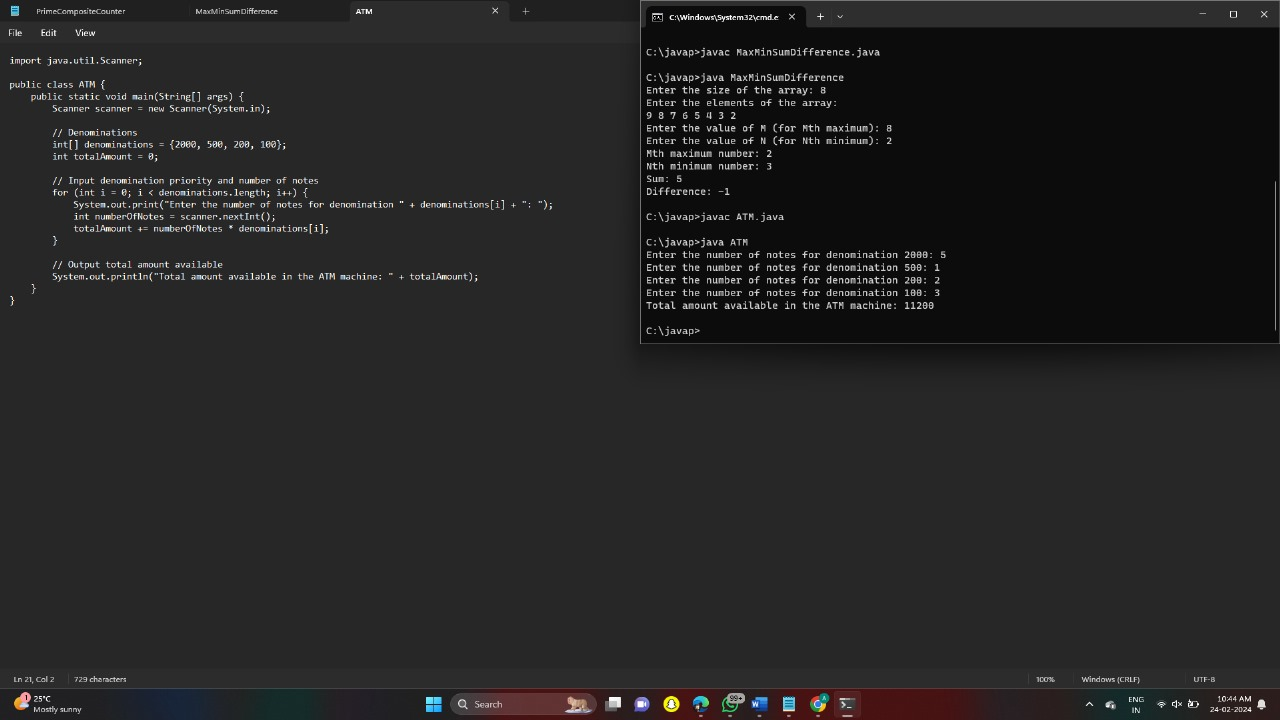 PrimeCompositeCounter
MaxMinSumDifference
ATM
File Edit View
import java.util.Scanner;
public class ATM {
public static void main(String[] args) {
Scanner scanner = new Scanner(System.in);
// Denominations
int[] denominations = {2000, 500, 200, 100};
int totalAmount = 0;
// Input denomination priority and number of notes
for (int i = 0; i < denominations.length; i++) {
System.out.print("Enter the number of notes for denomination " + denominations[i] + ": ");
int numberOfNotes = scanner.nextInt();
totalAmount += numberOfNotes * denominations[i];
}
// Output total amount available
System.out.println("Total amount available in the ATM machine: " + totalAmount);
}
}
C:\Windows\System32\cmd.e
C:\javap>javac MaxMinSumDifference.java
C:\javap>java MaxMinSumDifference
Enter the size of the array: 8
Enter the elements of the array:
9 8 7 6 5 4 3 2
Enter the value of M (for Mth maximum): 8
Enter the value of N (for Nth minimum): 2
Mth maximum number: 2
Nth minimum number: 3
Sum: 5
Difference: -1
C:\javap>javac ATM.java
C:\javap>java ATM
Enter the number of notes for denomination 2000: 5
Enter the number of notes for denomination 500: 1
Enter the number of notes for denomination 200: 2
Enter the number of notes for denomination 100: 3
Total amount available in the ATM machine: 11200
C:\javap>
Ln 21, Col 2
729 characters
100%
Windows (CRLF)
UTF-8
1
25°C
Mostly sunny
Search
99+
A
ENG
IN
10:44 AM
24-02-2024